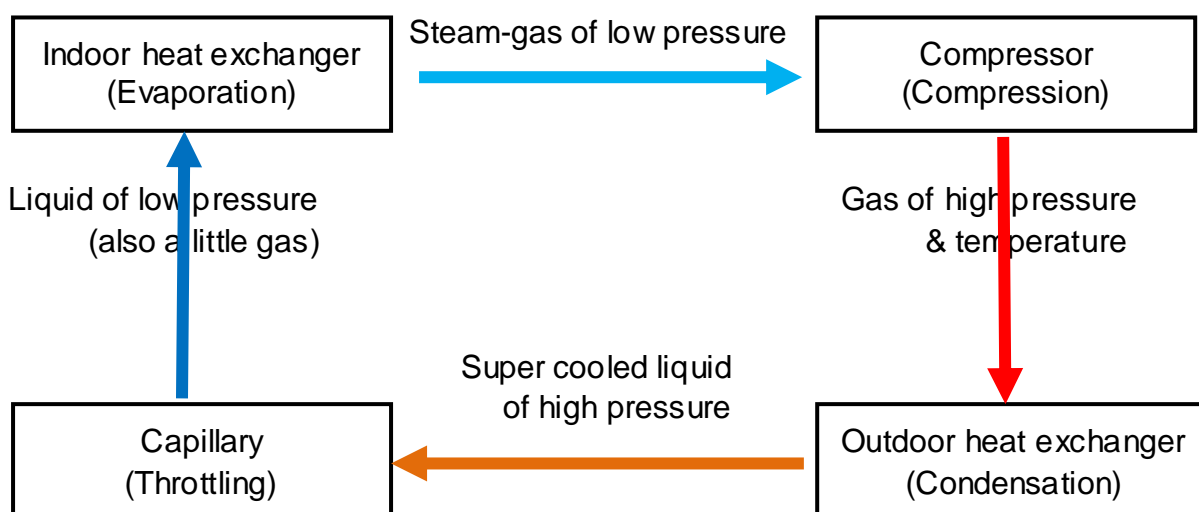 Indoor heat exchanger
(Evaporation)
Steam-gas of low pressure
Compressor
(Compression)
Liquid of low pressure
(also a little gas)
Gas of high pressure
& temperature
Super cooled liquid
of high pressure
Capillary
(Throttling)
Outdoor heat exchanger
(Condensation)